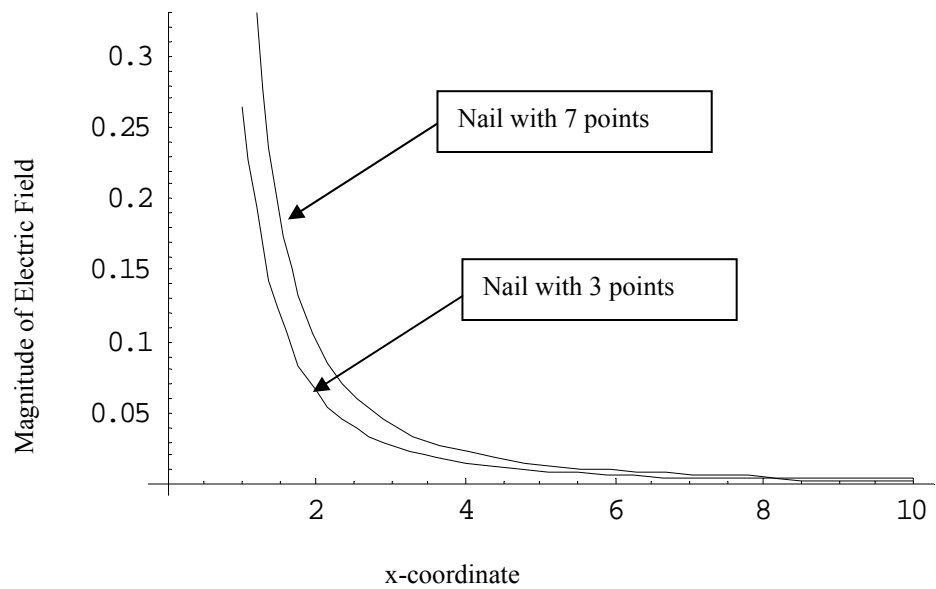 Magnitude of Electric Field
0.3
0.25
0.2
0.15
0.1
0.05
Nail with 7 points
Nail with 3 points
2 4 6 8 10
x-coordinate